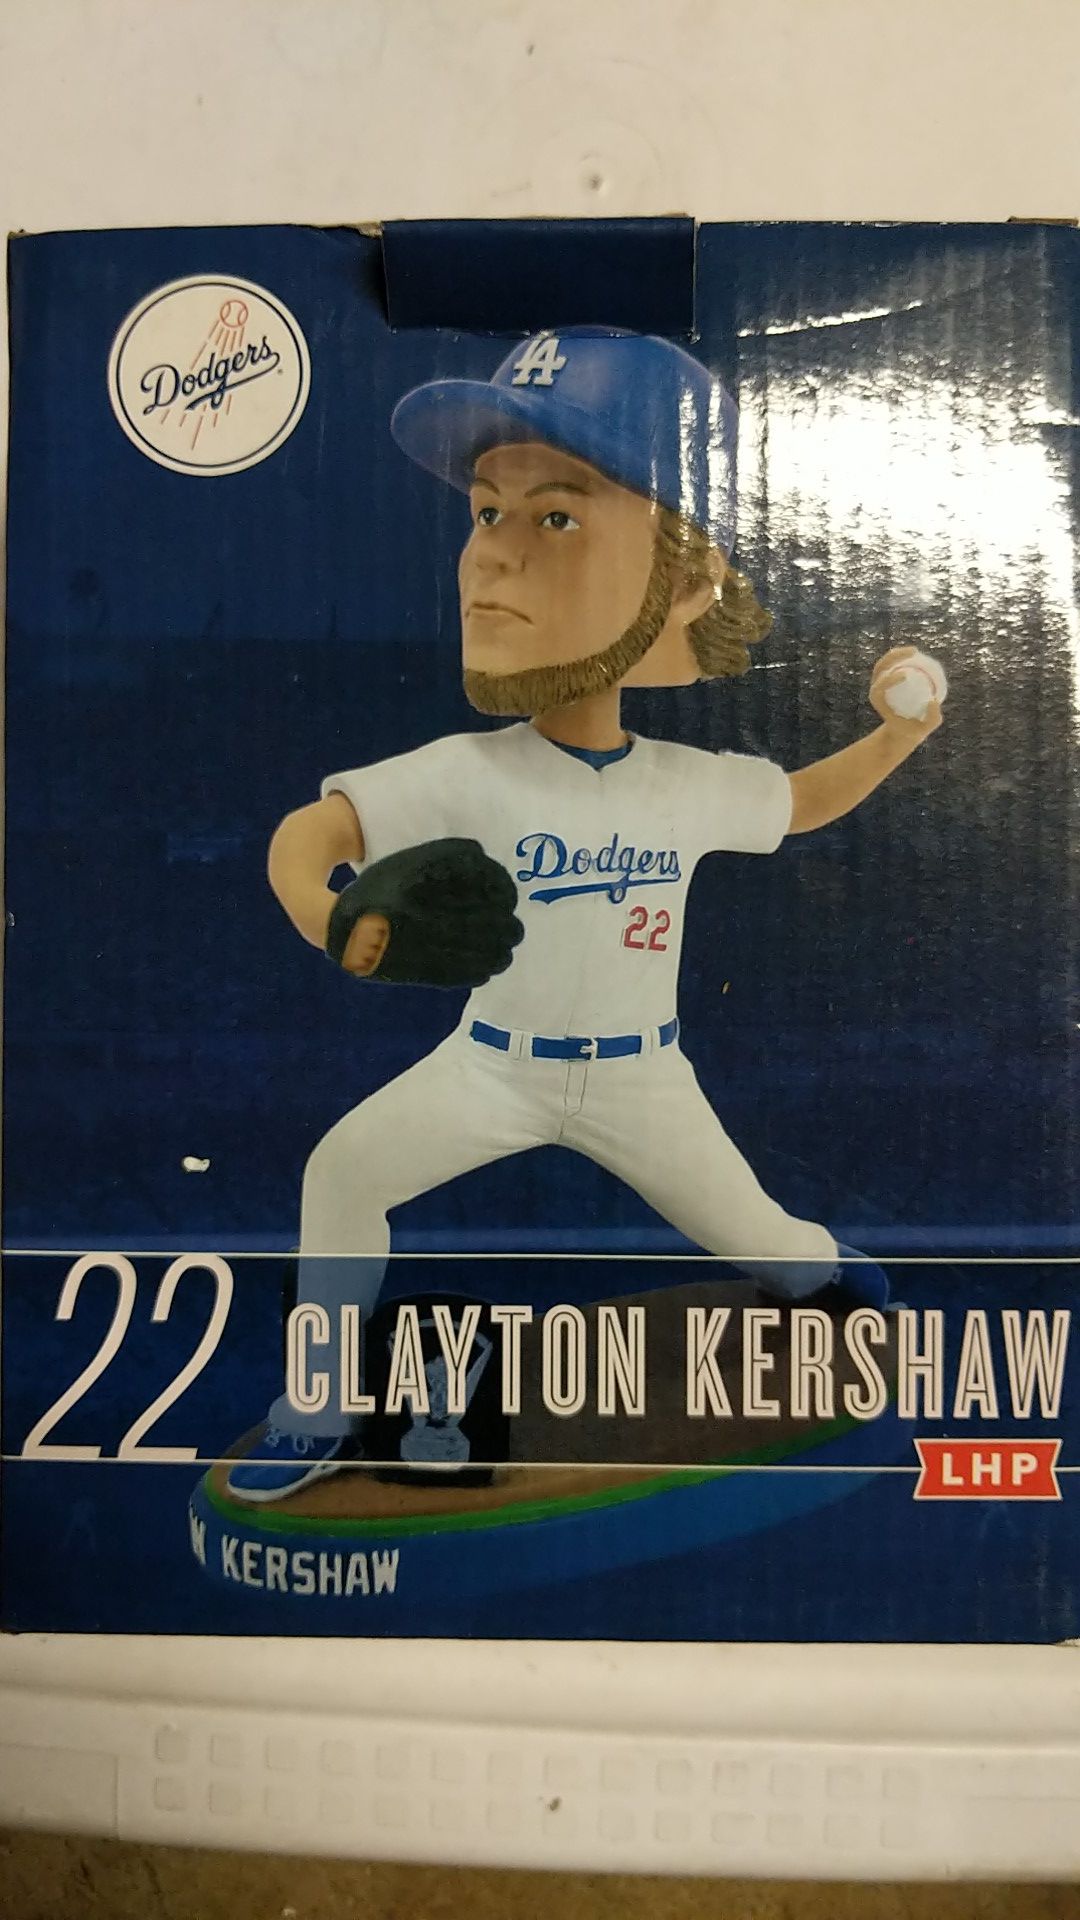 Dodgers
LA
Dodgers
22
22 CLAYTON KERSHAW
LHP
W KERSHAW